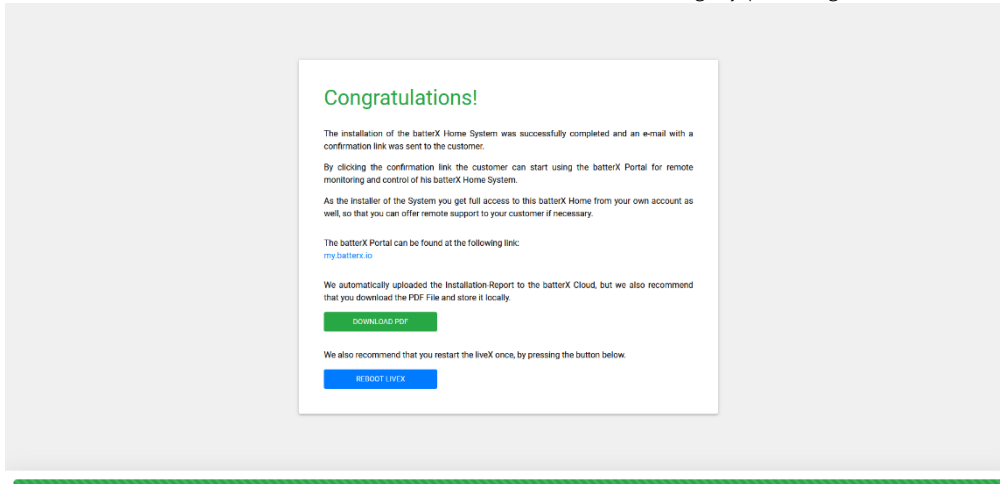 Congratulations!
The installation of the batterX Home System was successfully completed and an e-mail with a
confirmation link was sent to the customer.
By clicking the confirmation link the customer can start using the batterX Portal for remote
monitoring and control of his batterX Home System.
As the installer of the System you get full access to this batterX Home from your own account as
well, so that you can offer remote support to your customer if necessary.
The batterX Portal can be found at the following link:
my.batterx.io
We automatically uploaded the Installation-Report to the batterX Cloud, but we also recommend
that you download the PDF File and store it locally.
DOWNLOAD PDF
We also recommend that you restart the liveX once, by pressing the button below.
REBOOT LIVEX